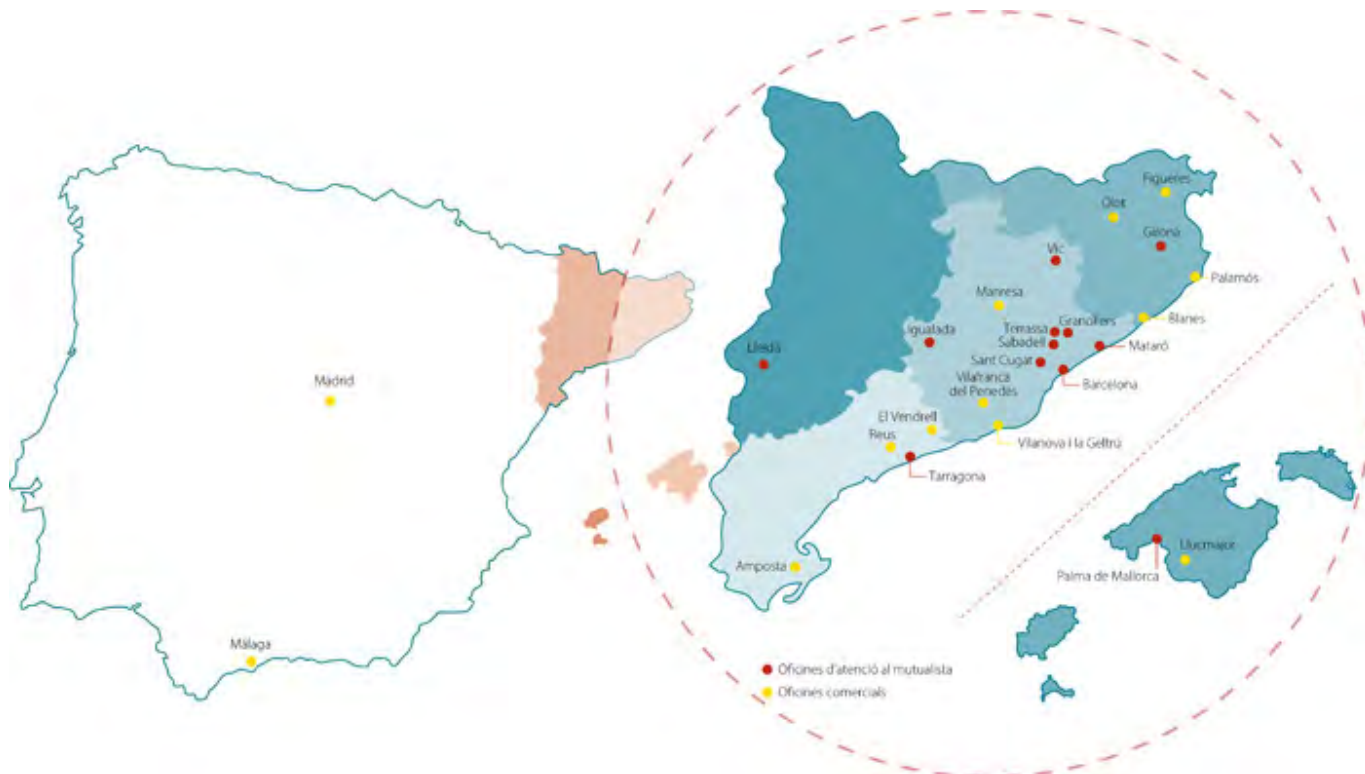 Madrid
Málaga
Figueres
Olot
Girona
Vic
Palamós
Manresa
Blanes
Granollers
Terrassa
Igualada
Sabadell
Mataró
Lleida
Sant Cugat
Barcelona
Vilafranca
del Penedès
El Vendrell
Reus
Vilanova i la Geltrú
Tarragona
Amposta
Llucmajor
Palma de Mallorca
Oficines d'atenció al mutualista
Oficines comercials